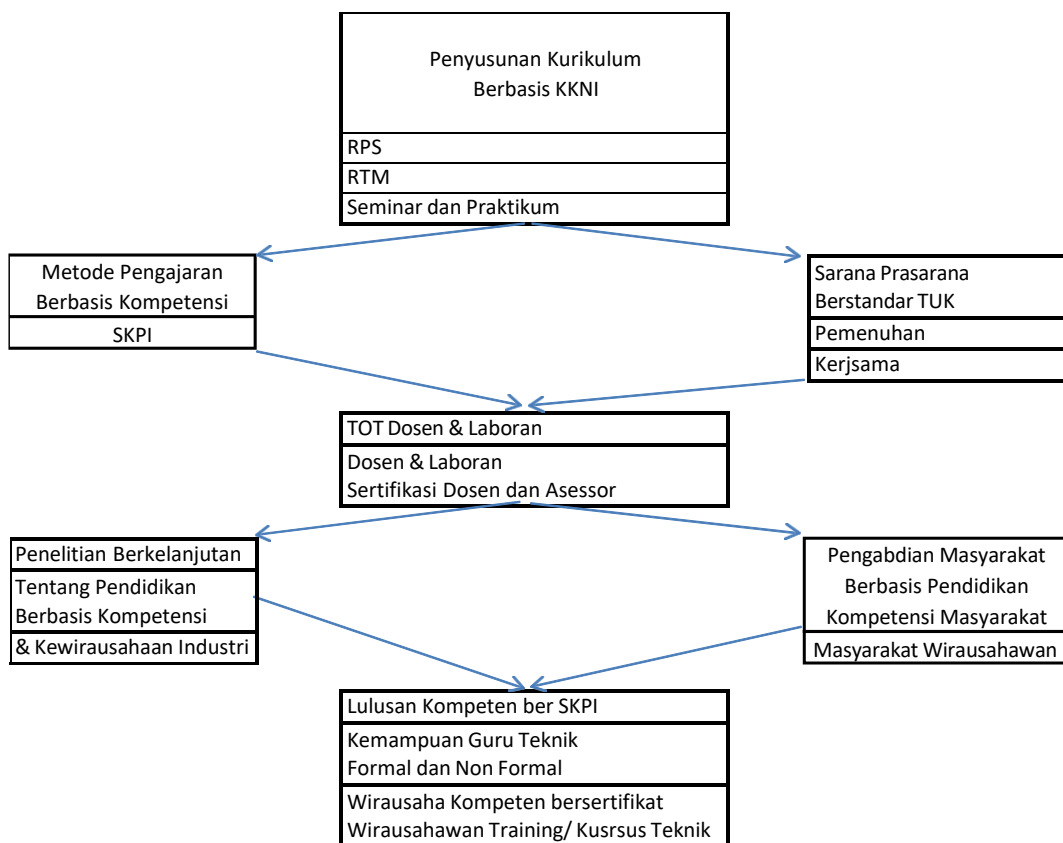 Penyusunan Kurikulum
Berbasis KKNI
RPS
RTM
Seminar dan Praktikum
Metode Pengajaran
Berbasis Kompetensi
SKPI
Sarana Prasarana
Berstandar TUK
Pemenuhan
Kerjsama
TOT Dosen & Laboran
Dosen & Laboran
Sertifikasi Dosen dan Asessor
Penelitian Berkelanjutan
Tentang Pendidikan
Berbasis Kompetensi
& Kewirausahaan Industri
Pengabdian Masyarakat
Berbasis Pendidikan
Kompetensi Masyarakat
Masyarakat Wirausahawan
Lulusan Kompeten ber SKPI
Kemampuan Guru Teknik
Formal dan Non Formal
Wirausaha Kompeten bersertifikat
Wirausahawan Training/ Kusrsus Teknik